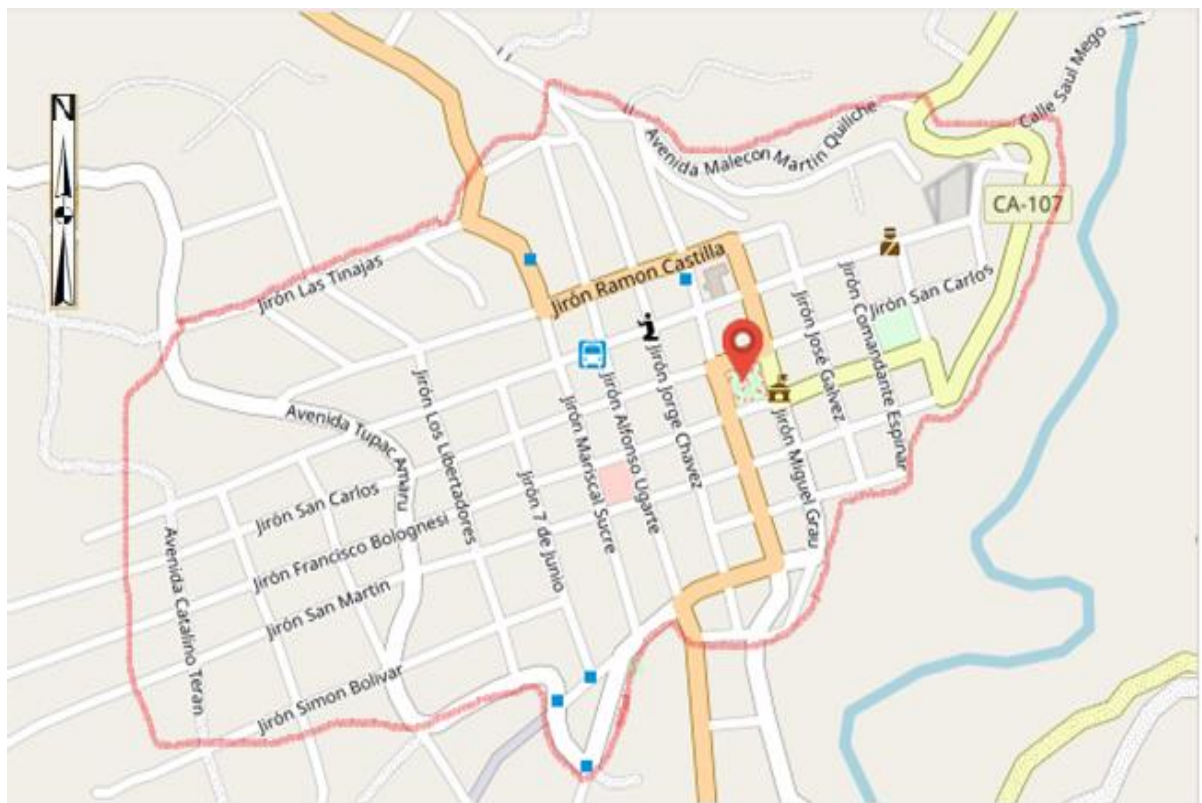 N
Calle Saul Mego
Avenida Malecon Martin Quiliche
CA-107
Jirón Ramon Castilla
Jirón Las Tinajas
Jirón San Carlos
Jirón Comandante Espinar
Jirón José Galvez
Jirón Jorge Chavez
Jirón Alfonso Ugarte
Jirón Mariscal Sucre
Jirón Los Libertadores
Avenida Tupac Amaru
Jirón Miguel Grau
Jirón 7 de Junio
Jirón San Carlos
Jirón Francisco Bolognesi
Jirón San Martin
Avenida Catalino Teran
Jirón Simon Bolivar